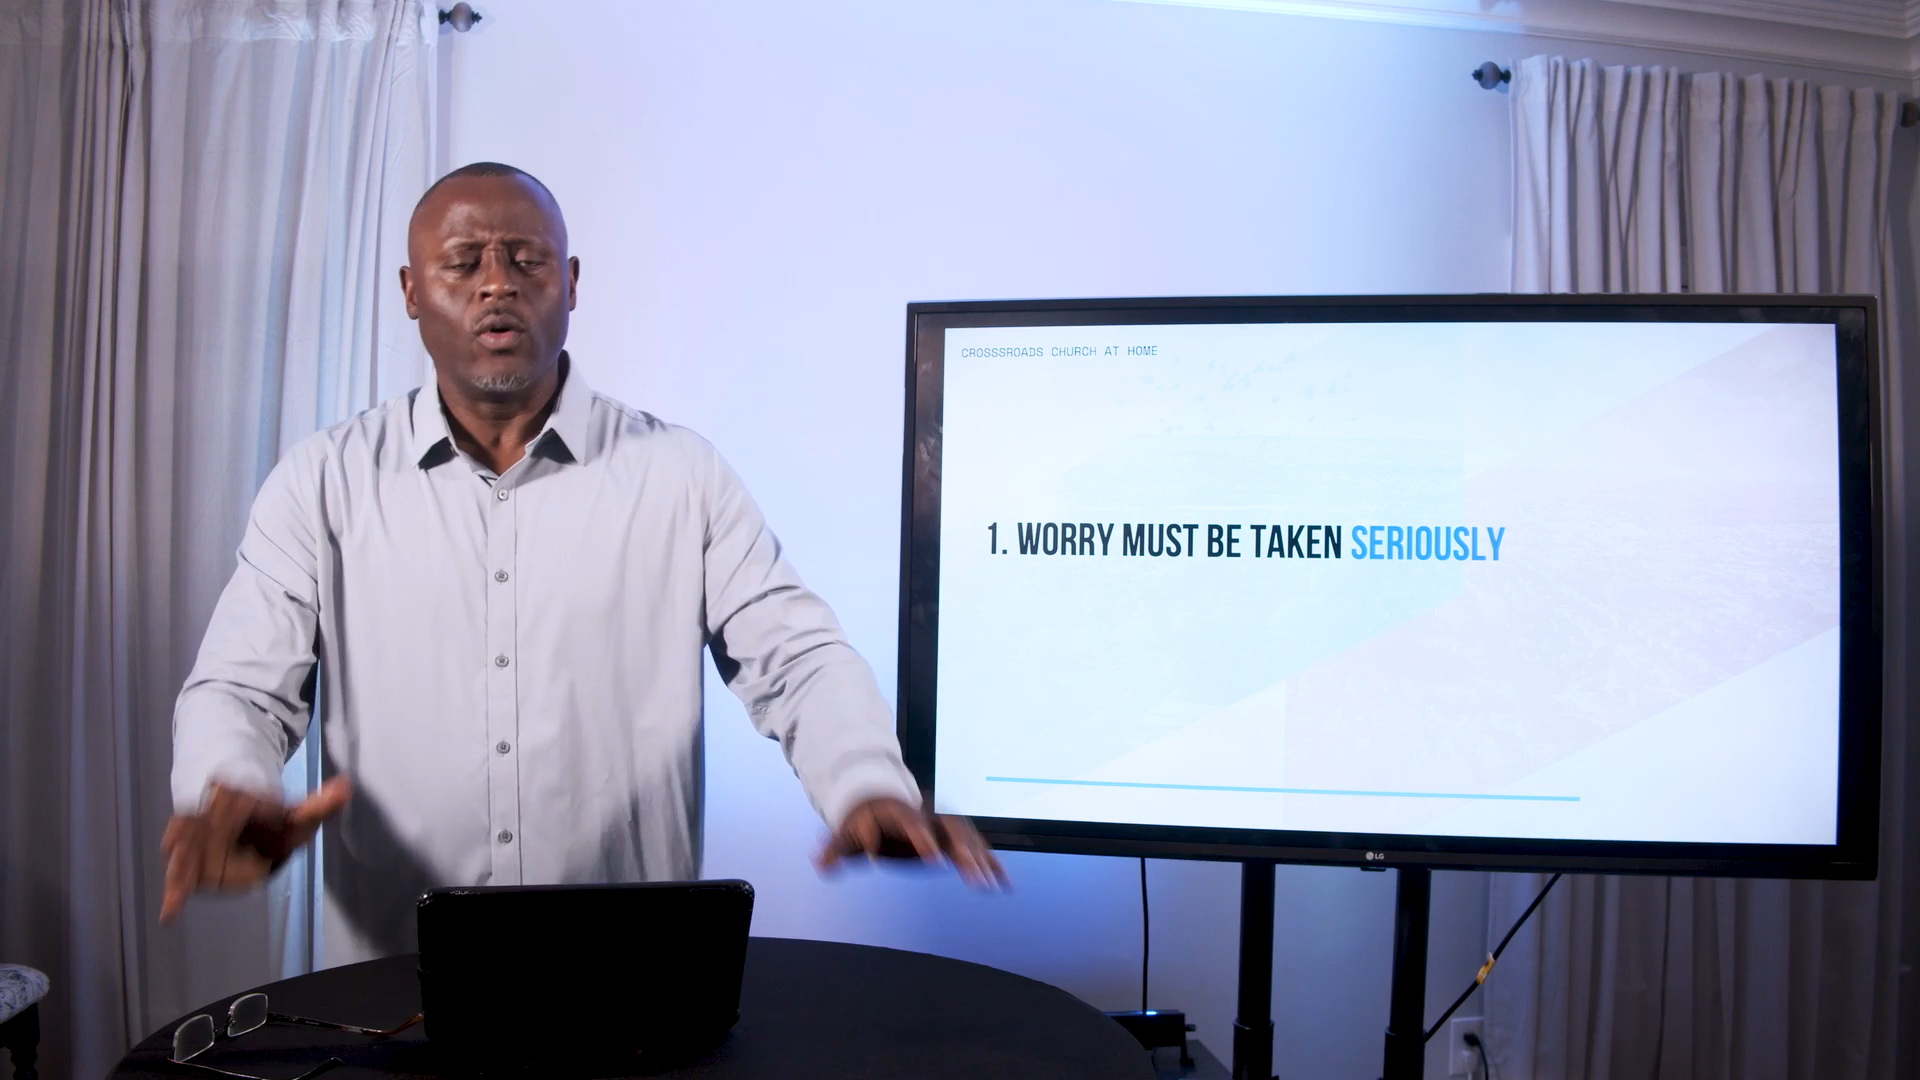 CROSSSROADS CHURCH AT HOME
1. WORRY MUST BE TAKEN SERIOUSLY
LG